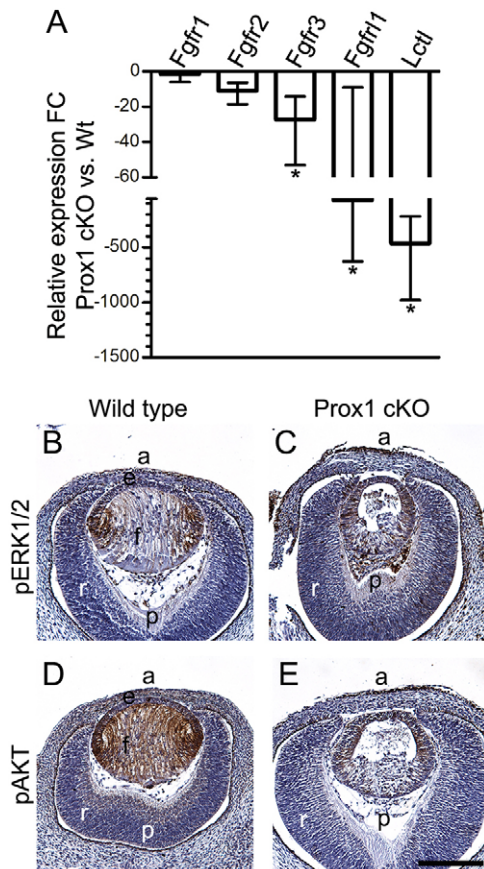 A
Fgfr1 Fgfr2 Fgfr3 Fgfrl1 Lctl
Relative expression FC
Prox1 cKO vs. Wt
0
-20
-40
-60
-500
-1000
-1500
* * *
Wild type Prox1 cKO
pERK1/2
B a e f r p
C a r p
pAKT
D a e f r p
E a r p